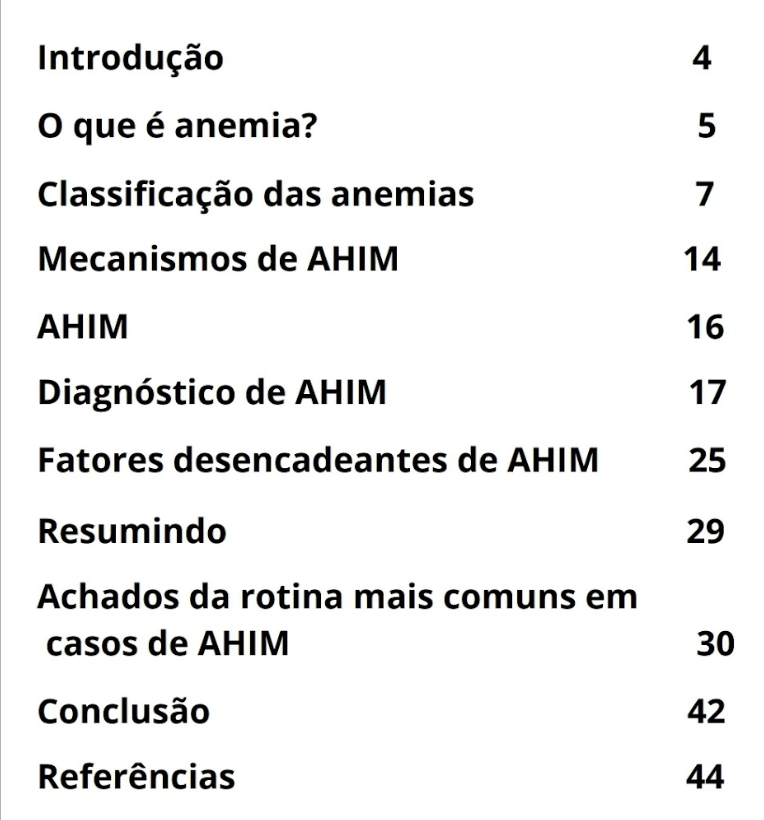 Introdução 4
O que é anemia? 5
Classificação das anemias 7
Mecanismos de AHIM 14
AHIM 16
Diagnóstico de AHIM 17
Fatores desencadeantes de AHIM 25
Resumindo 29
Achados da rotina mais comuns em
casos de AHIM 30
Conclusão 42
Referências 44